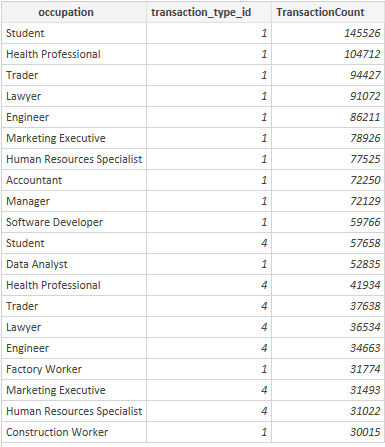 occupation transaction_type_id TransactionCount
Student 1 145526
Health Professional 1 104712
Trader 1 94427
Lawyer 1 91072
Engineer 1 86211
Marketing Executive 1 78926
Human Resources Specialist 1 77525
Accountant 1 72250
Manager 1 72129
Software Developer 1 59766
Student 4 57658
Data Analyst 1 52835
Health Professional 4 41934
Trader 4 37638
Lawyer 4 36534
Engineer 4 34663
Factory Worker 1 31774
Marketing Executive 4 31493
Human Resources Specialist 4 31022
Construction Worker 1 30015